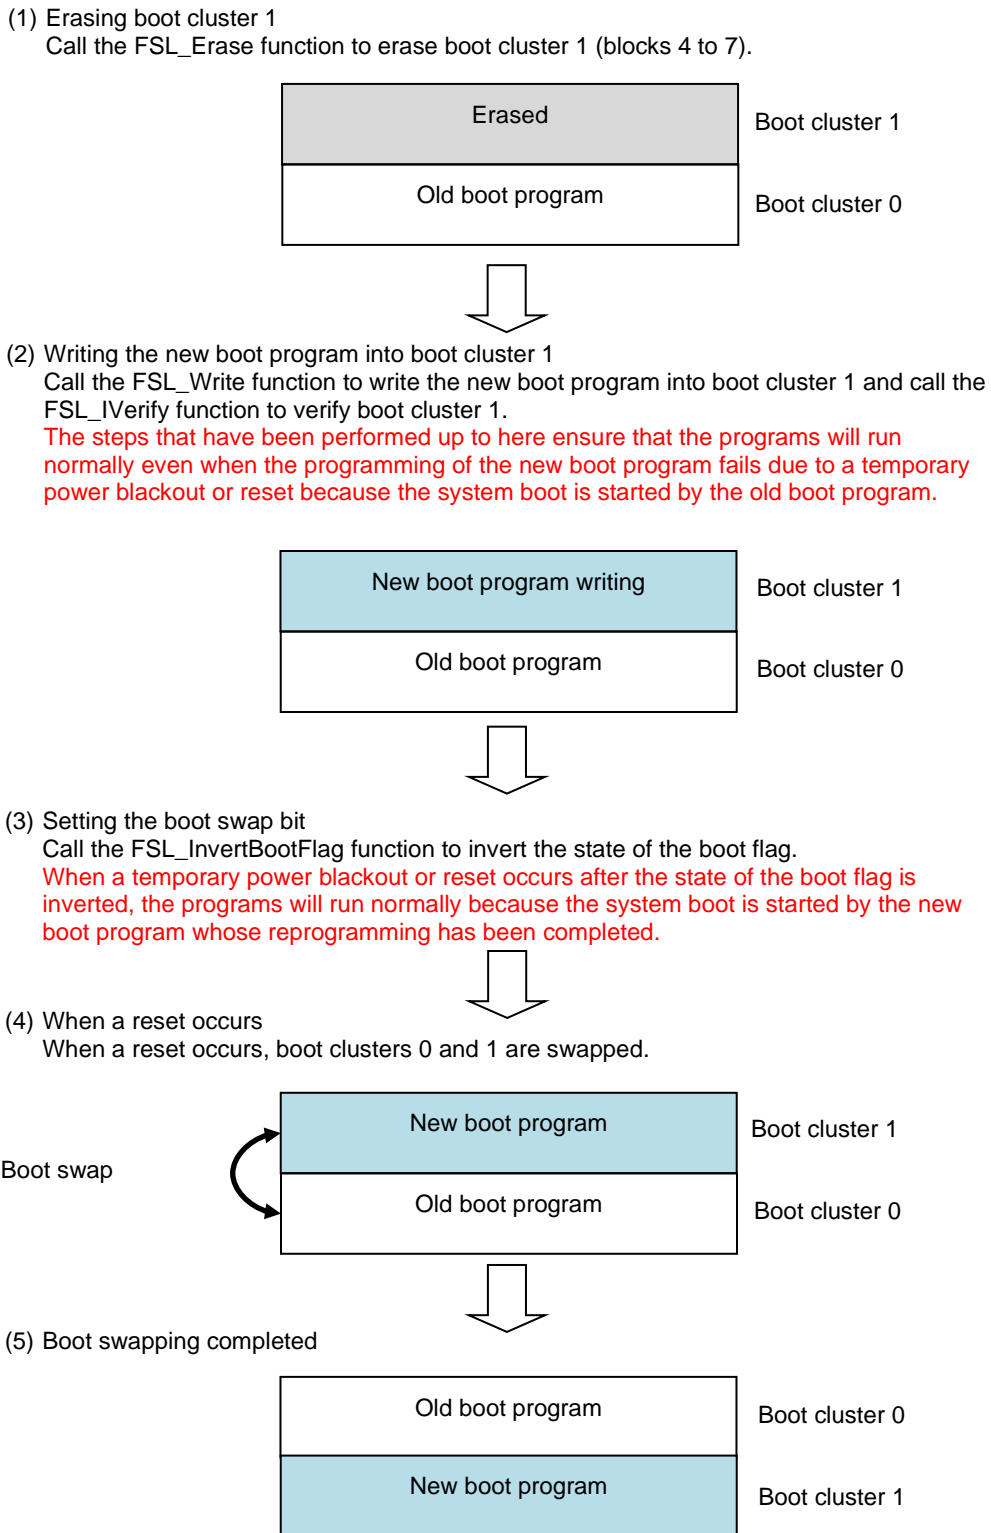 (1) Erasing boot cluster 1
Call the FSL_Erase function to erase boot cluster 1 (blocks 4 to 7).
Erased
Boot cluster 1
Old boot program
Boot cluster 0
(2) Writing the new boot program into boot cluster 1
Call the FSL_Write function to write the new boot program into boot cluster 1 and call the
FSL_IVerify function to verify boot cluster 1.
The steps that have been performed up to here ensure that the programs will run
normally even when the programming of the new boot program fails due to a temporary
power blackout or reset because the system boot is started by the old boot program.
New boot program writing
Boot cluster 1
Old boot program
Boot cluster 0
(3) Setting the boot swap bit
Call the FSL_InvertBootFlag function to invert the state of the boot flag.
When a temporary power blackout or reset occurs after the state of the boot flag is
inverted, the programs will run normally because the system boot is started by the new
boot program whose reprogramming has been completed.
(4) When a reset occurs
When a reset occurs, boot clusters 0 and 1 are swapped.
New boot program
Boot cluster 1
Boot swap
Old boot program
Boot cluster 0
(5) Boot swapping completed
Old boot program
Boot cluster 0
New boot program
Boot cluster 1